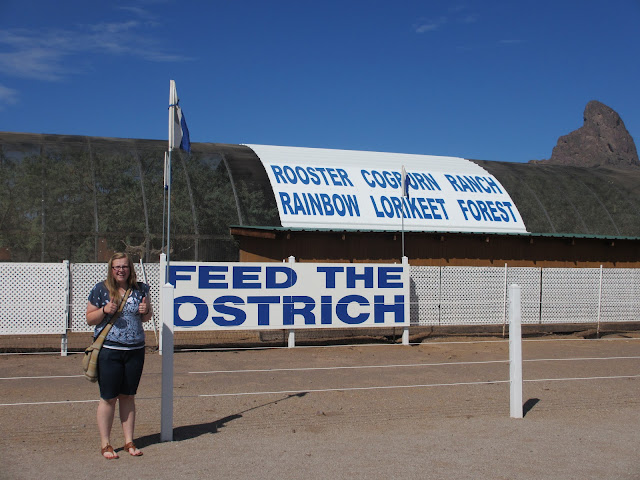 ROOSTER COGBURN RANCH
RAINBOW LORIKEET FOREST
FEED THE
OSTRICH